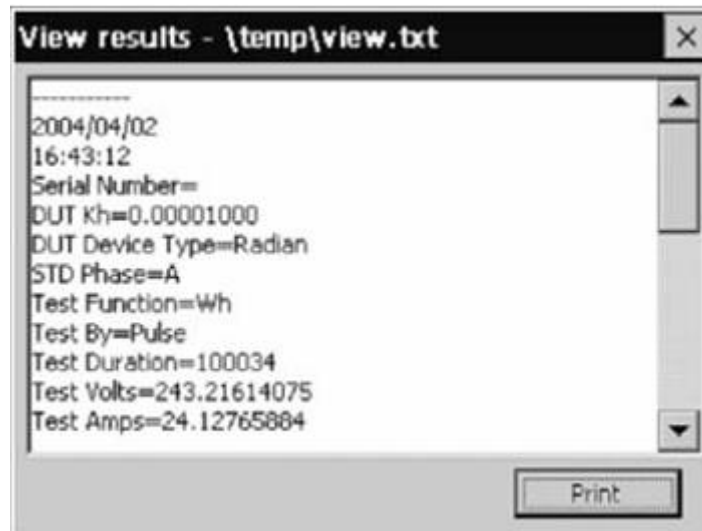 View results - \temp\view.txt
-----------
2004/04/02
16:43:12
Serial Number=
DUT Kh=0.00001000
DUT Device Type=Radian
STD Phase=A
Test Function=Wh
Test By=Pulse
Test Duration=100034
Test Volts=243.21614075
Test Amps=24.12765884
Print